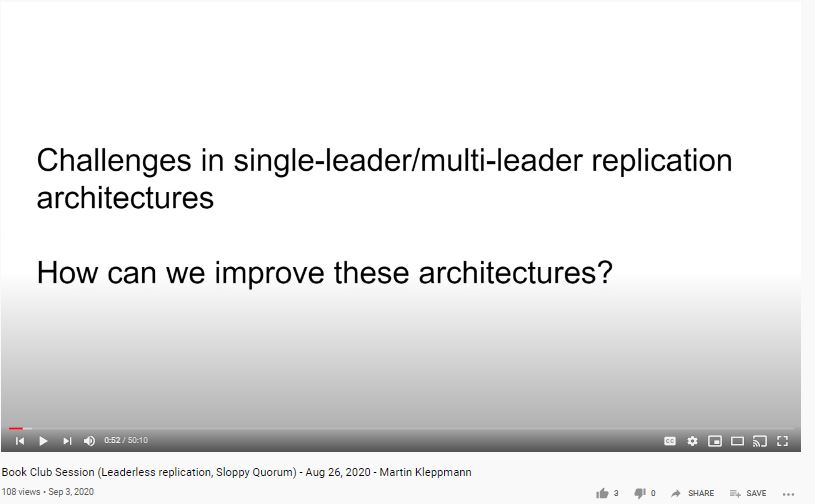 Challenges in single-leader/multi-leader replication
architectures
How can we improve these architectures?
0:52 / 50:10
CC
Book Club Session (Leaderless replication, Sloppy Quorum) - Aug 26, 2020 - Martin Kleppmann
108 views • Sep 3, 2020
3
0
SHARE
SAVE